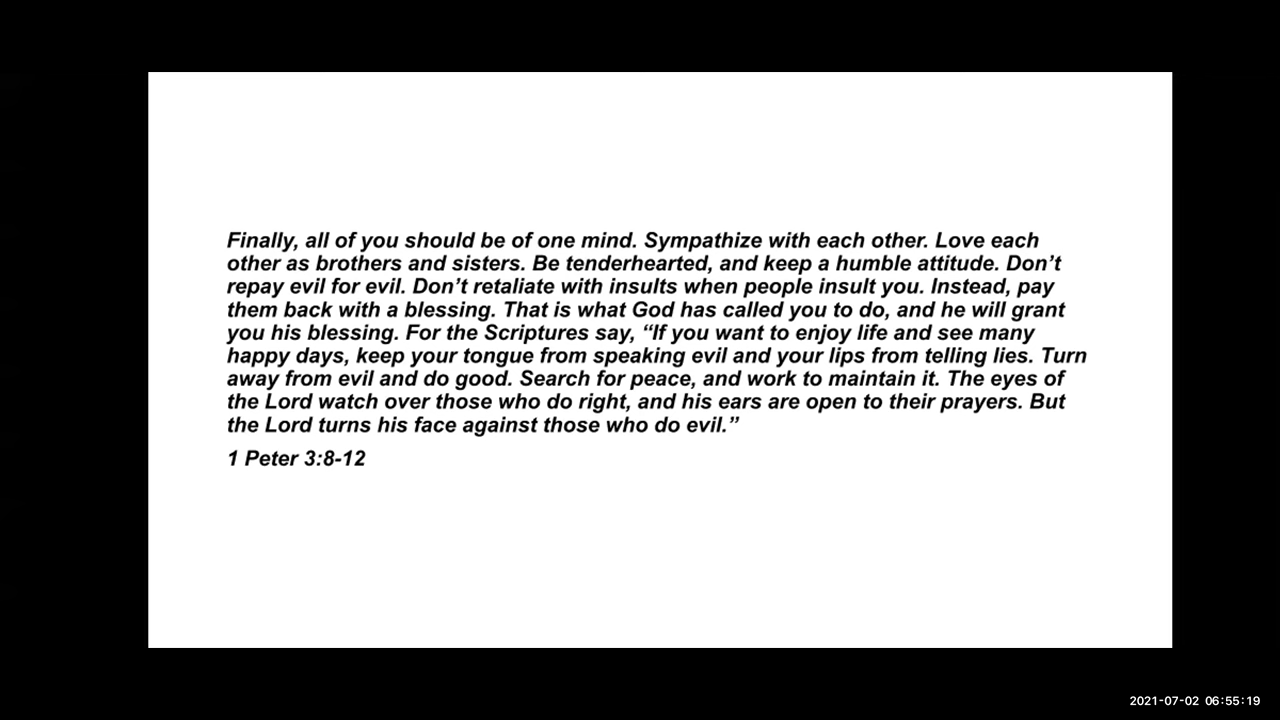 Finally, all of you should be of one mind. Sympathize with each other. Love each
other as brothers and sisters. Be tenderhearted, and keep a humble attitude. Don’t
repay evil for evil. Don’t retaliate with insults when people insult you. Instead, pay
them back with a blessing. That is what God has called you to do, and he will grant
you his blessing. For the Scriptures say, “If you want to enjoy life and see many
happy days, keep your tongue from speaking evil and your lips from telling lies. Turn
away from evil and do good. Search for peace, and work to maintain it. The eyes of
the Lord watch over those who do right, and his ears are open to their prayers. But
the Lord turns his face against those who do evil.”
1 Peter 3:8-12
2021-07-02 06:55:19